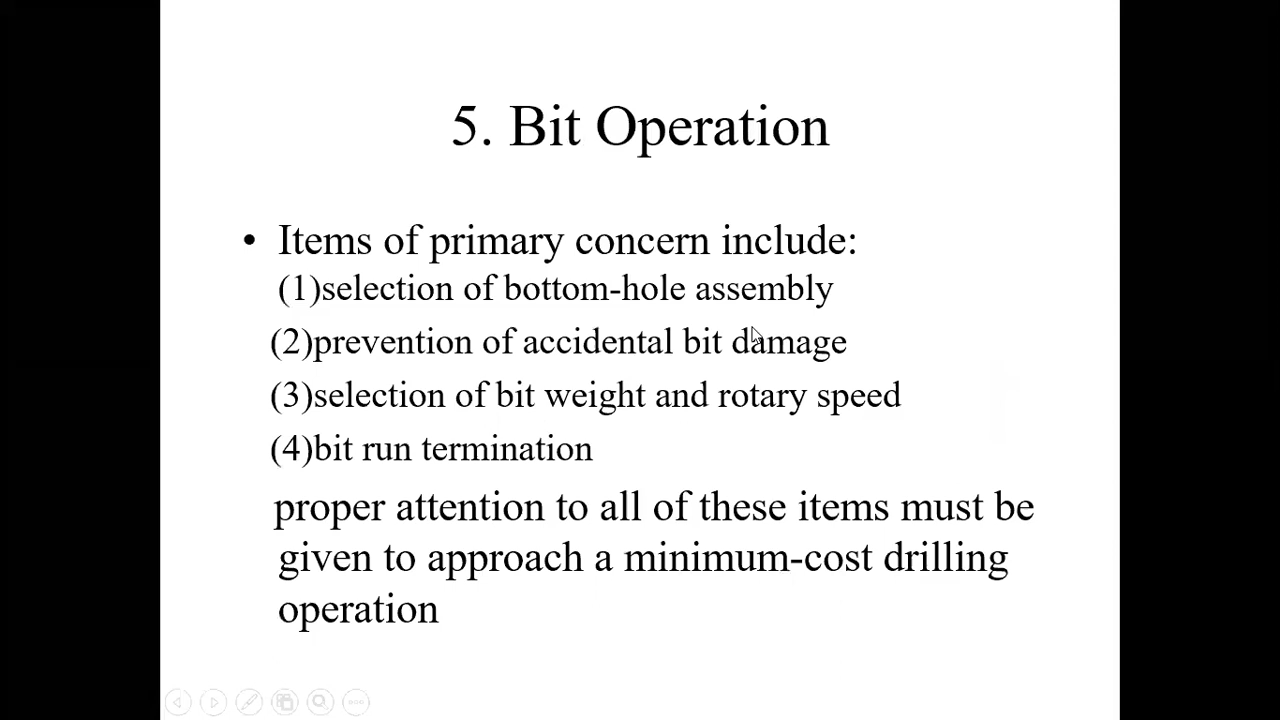 5. Bit Operation
• Items of primary concern include:
(1)selection of bottom-hole assembly
(2)prevention of accidental bit damage
(3)selection of bit weight and rotary speed
(4)bit run termination
proper attention to all of these items must be
given to approach a minimum-cost drilling
operation